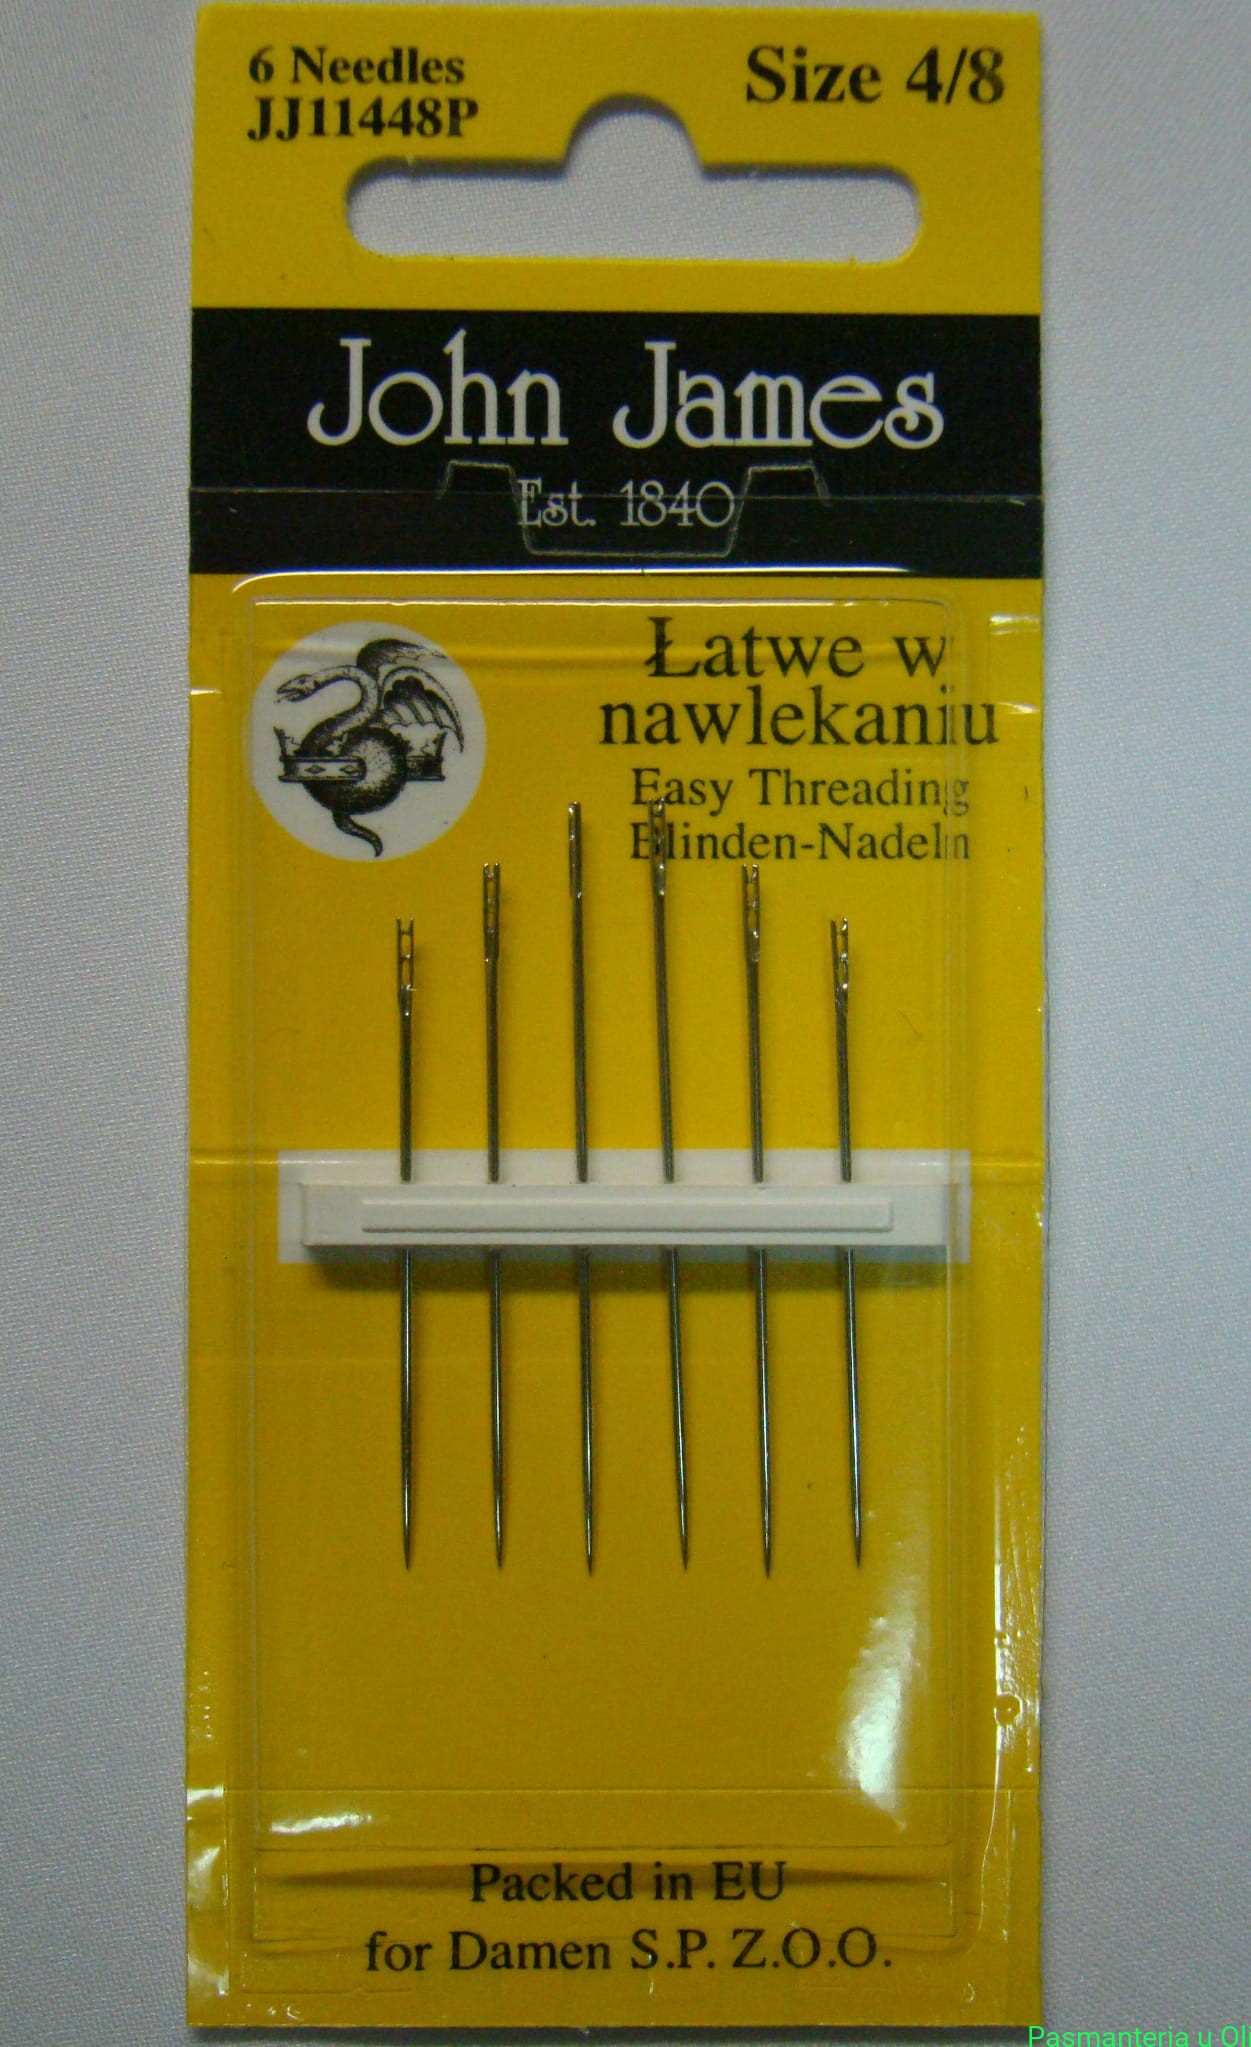 6 Needles
JJ11448P
Size 4/8
John James
Est. 1840
Łatwe w
nawlekaniu
Easy Threading
Blinden-Nadeln
Packed in EU
for Damen S.P. Z.O.O.
Pasmanteria u Oli